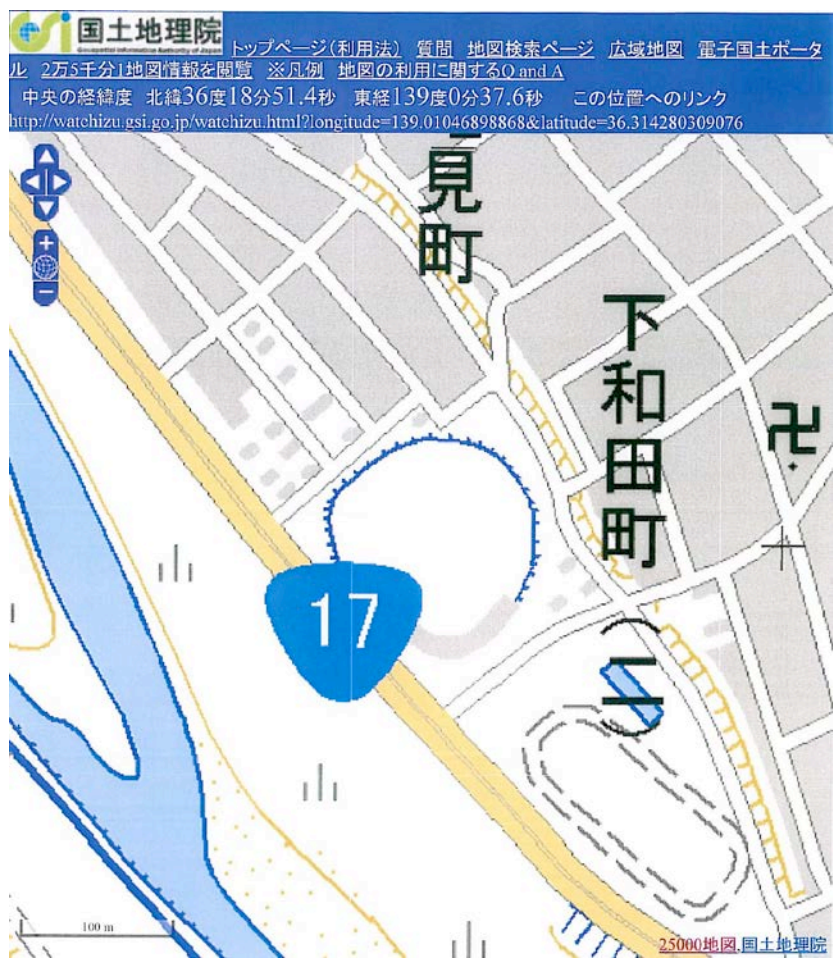 国土地理院
Geospatial Information Authority of Japan
トップページ(利用法) 質問 地図検索ページ 広域地図 電子国土ポータ
ル 2万5千分1地図情報を閲覧 ※凡例 地図の利用に関するQ and A
中央の経緯度 北緯36度18分51.4秒 東経139度0分37.6秒 この位置へのリンク
http://watchizu.gsi.go.jp/watchizu.html?longitude=139.01046898868&latitude=36.314280309076
見町
下和田町(二)
17
100 m
25000地図,国土地理院